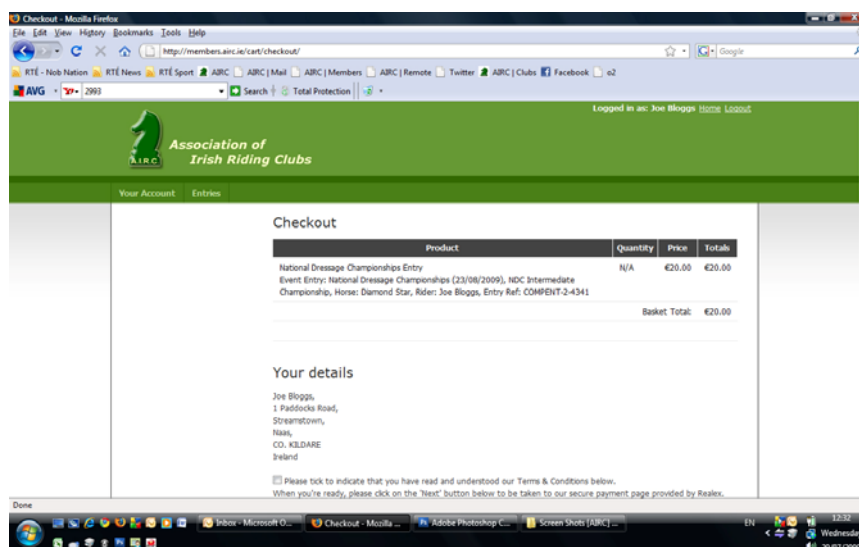 Checkout - Mozilla Firefox
File Edit View History Bookmarks Tools Help
http://members.airc.ie/cart/checkout/
Google
RTÉ - Nob Nation RTÉ News RTÉ Sport AIRC AIRC | Mail AIRC | Members AIRC | Remote Twitter AIRC | Clubs Facebook o2
AVG 2993 Search Total Protection
Logged in as: Joe Bloggs Home Logout
AIRC
Association of
Irish Riding Clubs
Your Account Entries
Checkout
Product Quantity Price Totals
National Dressage Championships Entry N/A €20.00 €20.00
Event Entry: National Dressage Championships (23/08/2009), NDC Intermediate
Championship, Horse: Diamond Star, Rider: Joe Bloggs, Entry Ref: COMPENT-2-4341
Basket Total: €20.00
Your details
Joe Bloggs,
1 Paddocks Road,
Streamstown,
Naas,
CO. KILDARE
Ireland
Please tick to indicate that you have read and understood our Terms & Conditions below.
When you're ready, please click on the 'Next' button below to be taken to our secure payment page provided by Realex.
Done
Inbox - Microsoft O... Checkout - Mozilla ... Adobe Photoshop C... Screen Shots [AIRC] ... EN 12:32
Wednesday